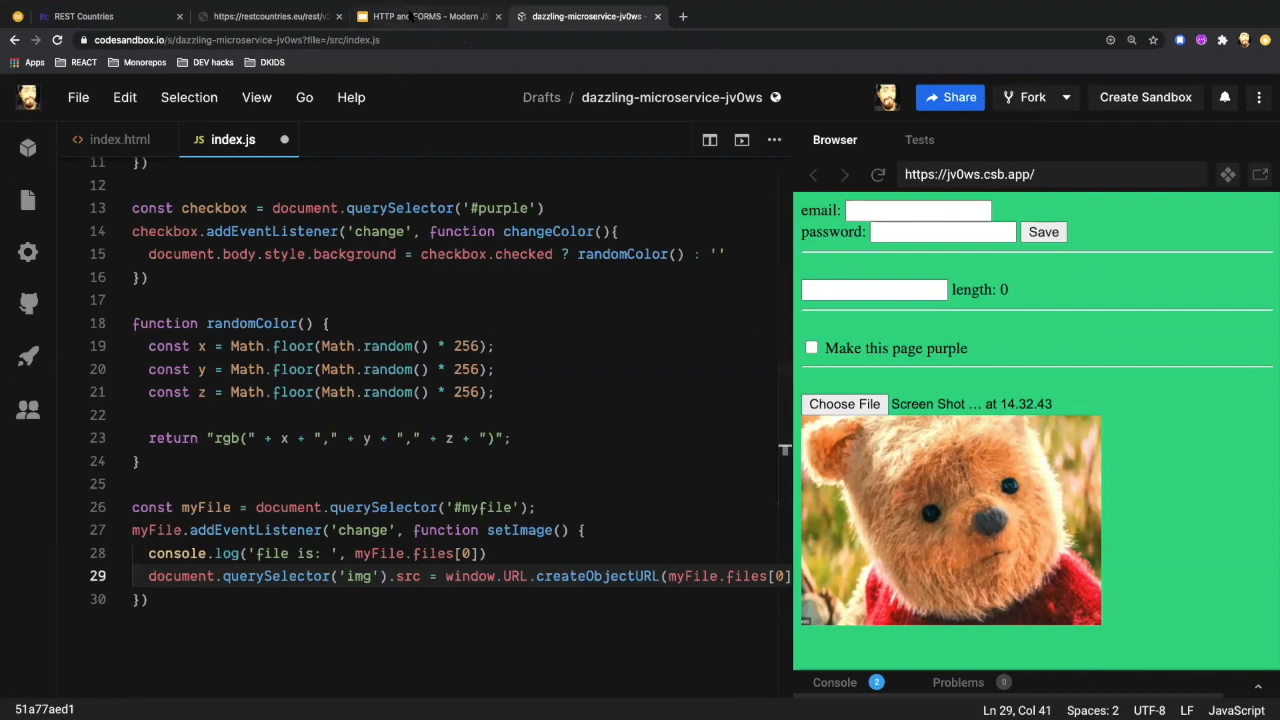 REST Countries
https://restcountries.eu/rest/v2
HTTP and FORMS - Modern JS
dazzling-microservice-jv0ws
codesandbox.io/s/dazzling-microservice-jv0ws?file=/src/index.js
Apps REACT Monorepos DEV hacks DKIDS
File Edit Selection View Go Help
Drafts / dazzling-microservice-jv0ws
Share Fork Create Sandbox
index.html
JS index.js
Browser Tests
https://jv0ws.csb.app/
11 })
12
13 const checkbox = document.querySelector('#purple')
14 checkbox.addEventListener('change', function changeColor(){
15 document.body.style.background = checkbox.checked ? randomColor() : ''
16 })
17
18 function randomColor() {
19 const x = Math.floor(Math.random() * 256);
20 const y = Math.floor(Math.random() * 256);
21 const z = Math.floor(Math.random() * 256);
22
23 return "rgb(" + x + "," + y + "," + z + ")";
24 }
25
26 const myFile = document.querySelector('#myfile');
27 myFile.addEventListener('change', function setImage() {
28 console.log('file is: ', myFile.files[0])
29 document.querySelector('img').src = window.URL.createObjectURL(myFile.files[0]
30 })
email:
password: Save
length: 0
Make this page purple
Choose File Screen Shot ... at 14.32.43
Console 2 Problems 0
51a77aed1
Ln 29, Col 41 Spaces: 2 UTF-8 LF JavaScript